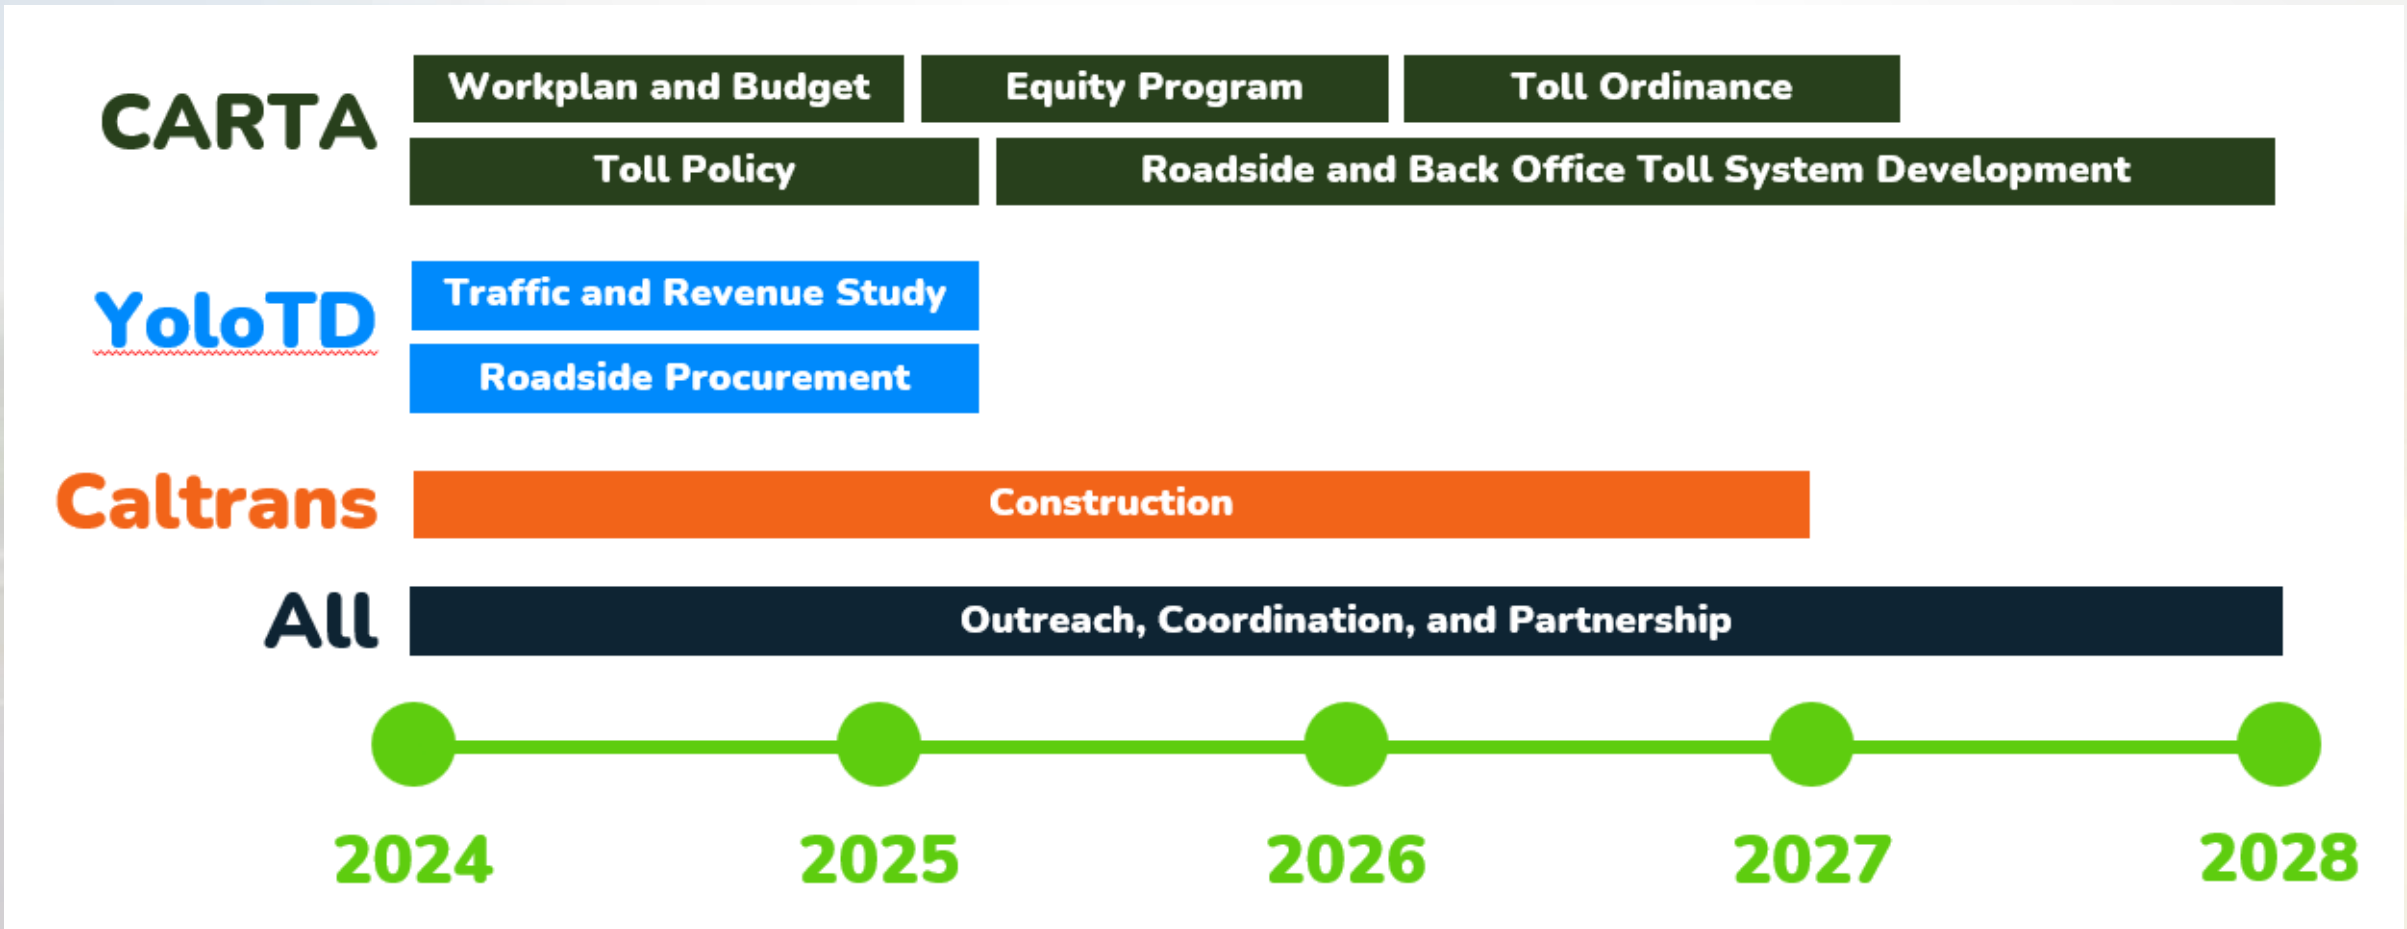 CARTA
Workplan and Budget
Equity Program
Toll Ordinance
Toll Policy
Roadside and Back Office Toll System Development
YoloTD
Traffic and Revenue Study
Roadside Procurement
Caltrans
Construction
All
Outreach, Coordination, and Partnership
2024
2025
2026
2027
2028